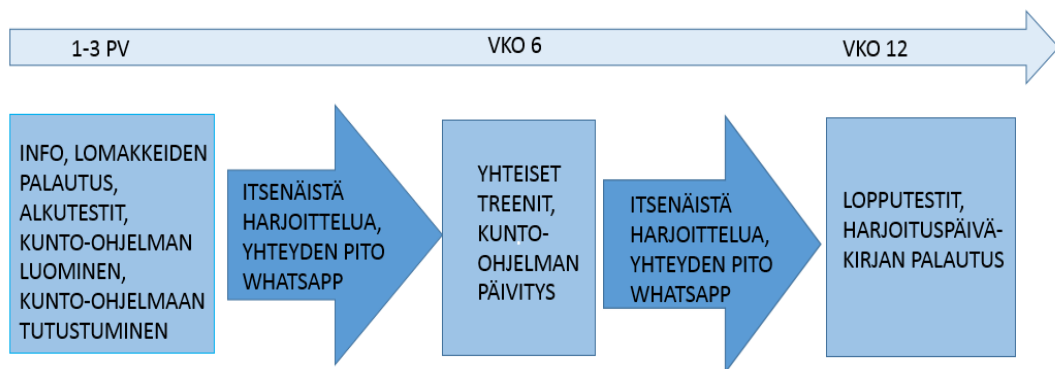 1-3 PV
VKO 6
VKO 12
INFO, LOMAKKEIDEN
PALAUTUS,
ALKUTESTIT,
KUNTO-OHJELMAN
LUOMINEN,
KUNTO-OHJELMAAN
TUTUSTUMINEN
ITSENÄISTÄ
HARJOITTELUA,
YHTEYDEN PITO
WHATSAPP
YHTEISET
TREENIT,
KUNTO-
OHJELMAN
PÄIVITYS
ITSENÄISTÄ
HARJOITTELUA,
YHTEYDEN PITO
WHATSAPP
LOPPUTESTIT,
HARJOITUSPÄIVÄ-
KIRJAN PALAUTUS